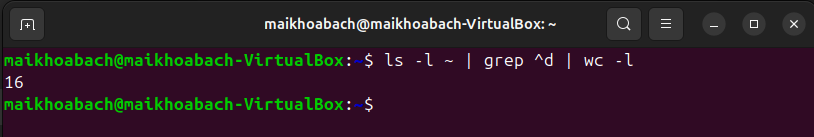 maikhoabach@maikhoabach-VirtualBox: ~
maikhoabach@maikhoabach-VirtualBox:~$ ls -l ~ | grep ^d | wc -l
16
maikhoabach@maikhoabach-VirtualBox:~$